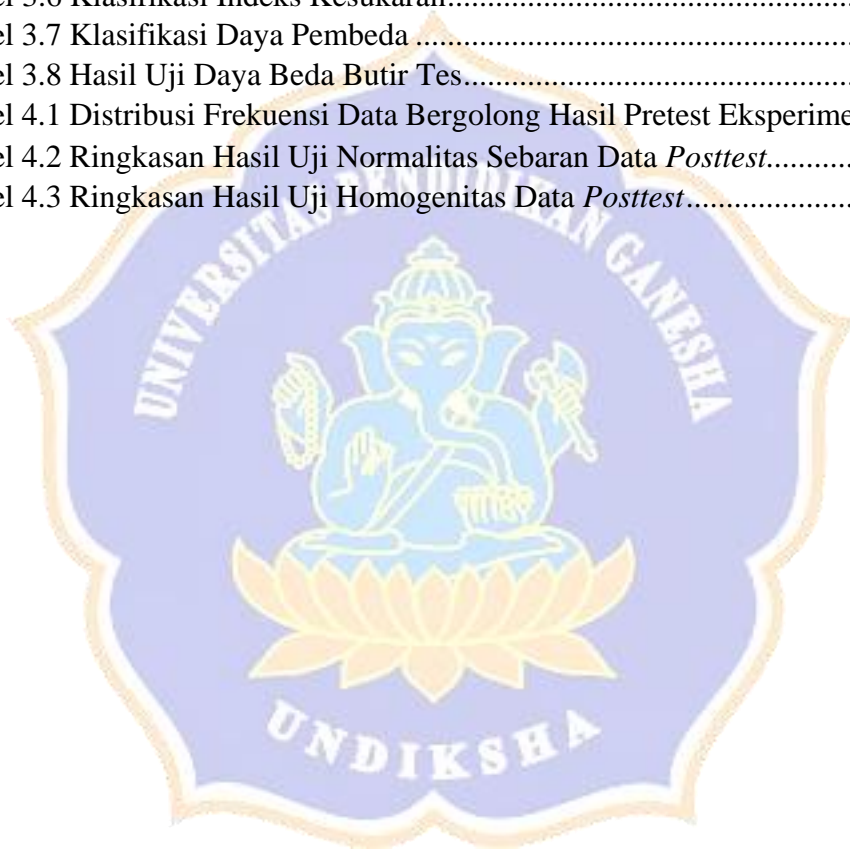 el 3.6 Klasifikasi Indeks Kesukaran..........................................................
el 3.7 Klasifikasi Daya Pembeda ..............................................................
el 3.8 Hasil Uji Daya Beda Butir Tes.......................................................
el 4.1 Distribusi Frekuensi Data Bergolong Hasil Pretest Eksperime
el 4.2 Ringkasan Hasil Uji Normalitas Sebaran Data Posttest...........
el 4.3 Ringkasan Hasil Uji Homogenitas Data Posttest.....................
UNIVERSITAS PENDIDIKAN GANESHA
UNDIKSHA